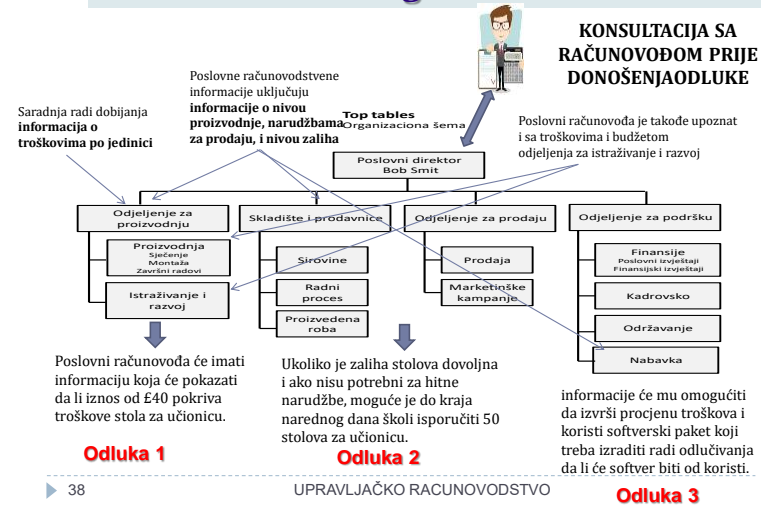 KONSULTACIJA SA
RAČUNOVOĐOM PRIJE
DONOŠENJAODLUKE
Poslovne računovodstvene
informacije uključuju
informacije o nivou
proizvodnje, narudžbama
za prodaju, i nivou zaliha
Saradnja radi dobijanja
informacija o
troškovima po jedinici
Top tables
Organizaciona šema
Poslovni računovođa je takođe upoznat
i sa troškovima i budžetom
odjeljenja za istraživanje i razvoj
Poslovni direktor
Bob Smit
Odjeljenje za
proizvodnju
Skladište i prodavnice
Odjeljenje za prodaju
Odjeljenje za podršku
Proizvodnja
Sječenje
Montaža
Završni radovi
Istraživanje i
razvoj
Sirovine
Radni
proces
Proizvedena
roba
Prodaja
Marketinške
kampanje
Finansije
Poslovni izvještaji
Finansijski izvještaji
Kadrovsko
Održavanje
Nabavka
Poslovni računovođa će imati
informaciju koja će pokazati
da li iznos od £40 pokriva
troškove stola za učionicu.
Odluka 1
Ukoliko je zaliha stolova dovoljna
i ako nisu potrebni za hitne
narudžbe, moguće je do kraja
narednog dana školi isporučiti 50
stolova za učionicu.
Odluka 2
informacije će mu omogućiti
da izvrši procjenu troškova i
koristi softverski paket koji
treba izraditi radi odlučivanja
da li će softver biti od koristi.
Odluka 3
38
UPRAVLJAČKO RACUNOVODSTVO